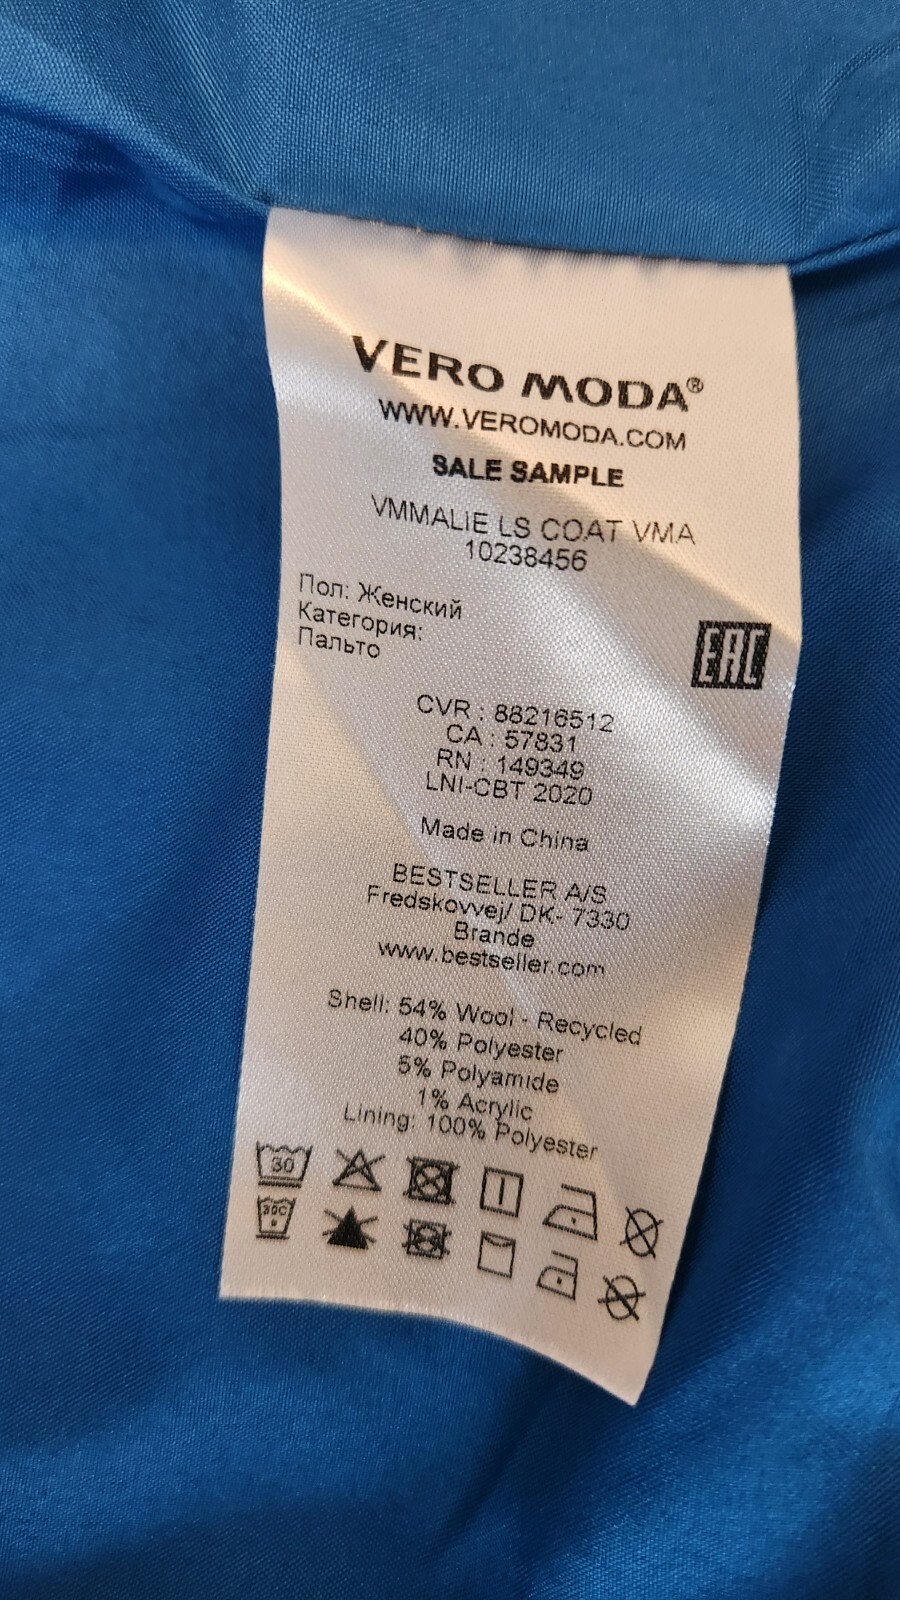 VERO MODA®
WWW.VEROMODA.COM
SALE SAMPLE
VMMALIE LS COAT VMA
10238456
Пол: Женский
Категория:
Пальто
EAC
CVR : 88216512
CA : 57831
RN : 149349
LNI-CBT 2020
Made in China
BESTSELLER A/S
Fredskovvej/ DK- 7330
Brande
www.bestseller.com
Shell: 54% Wool - Recycled
40% Polyester
5% Polyamide
1% Acrylic
Lining: 100% Polyester
30
30C